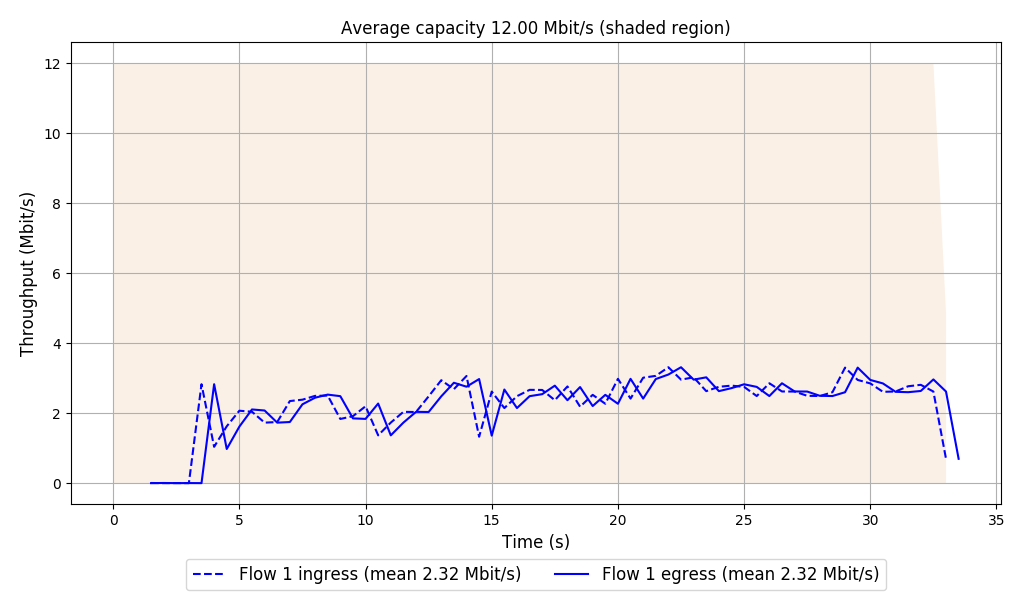 Average capacity 12.00 Mbit/s (shaded region)
Throughput (Mbit/s)
12
10
8
6
4
2
0
0 5 10 15 20 25 30 35
Time (s)
Flow 1 ingress (mean 2.32 Mbit/s) Flow 1 egress (mean 2.32 Mbit/s)